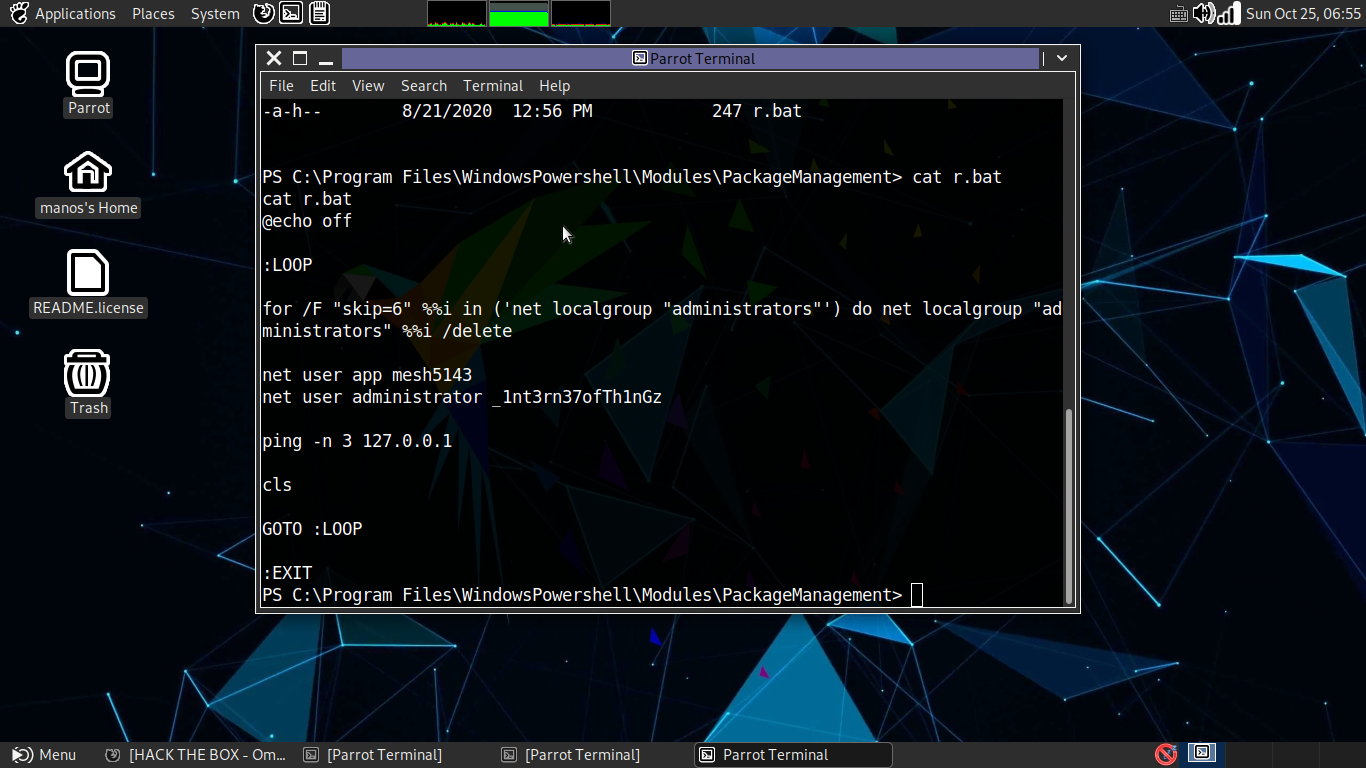 Applications Places System Sun Oct 25, 06:55
Parrot
manos's Home
README.license
Trash
Parrot Terminal
File Edit View Search Terminal Help
-a-h-- 8/21/2020 12:56 PM 247 r.bat
PS C:\Program Files\WindowsPowershell\Modules\PackageManagement> cat r.bat
cat r.bat
@echo off
:LOOP
for /F "skip=6" %%i in ('net localgroup "administrators"') do net localgroup "ad
ministrators" %%i /delete
net user app mesh5143
net user administrator _1nt3rn37ofTh1nGz
ping -n 3 127.0.0.1
cls
GOTO :LOOP
:EXIT
PS C:\Program Files\WindowsPowershell\Modules\PackageManagement>
Menu [HACK THE BOX - Om... [Parrot Terminal] [Parrot Terminal] Parrot Terminal